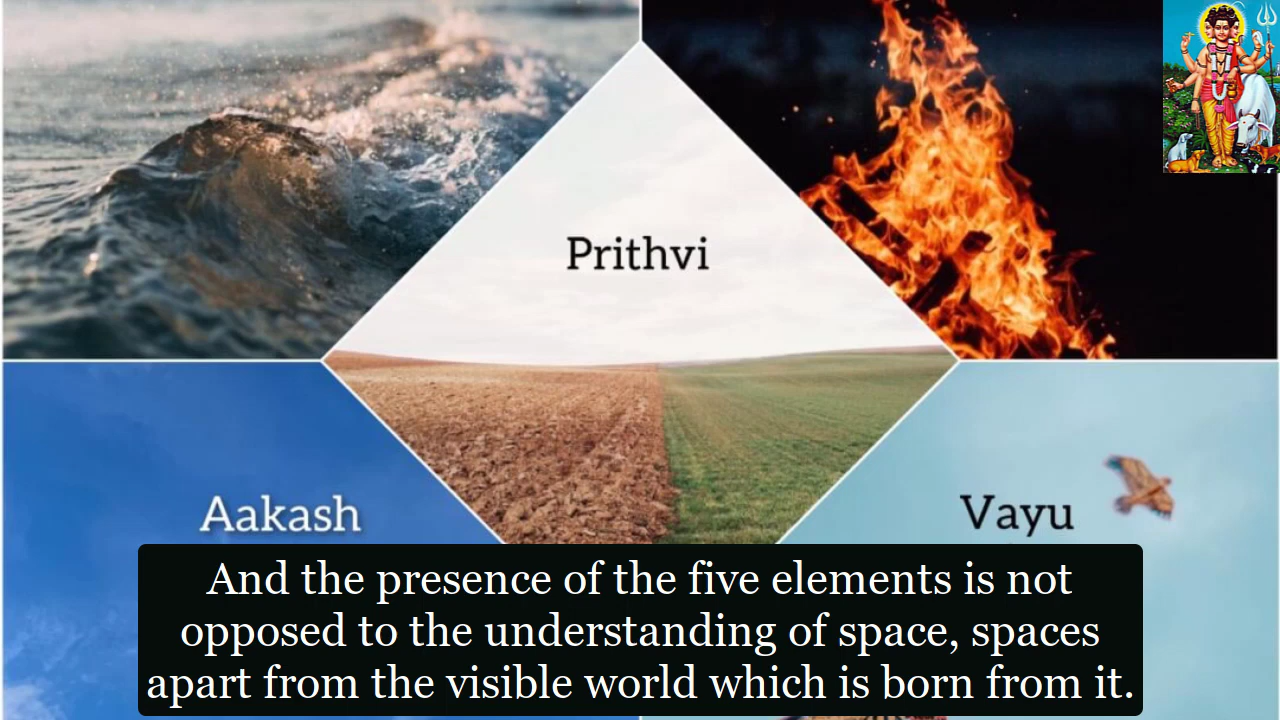 Prithvi
Aakash
Vayu
And the presence of the five elements is not
opposed to the understanding of space, spaces
apart from the visible world which is born from it.